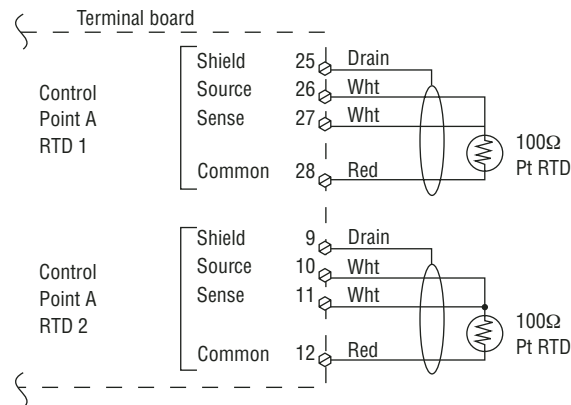 Terminal board
Control
Point A
RTD 1
Shield 25 Drain
Source 26 Wht
Sense 27 Wht
Common 28 Red
100Ω
Pt RTD
Control
Point A
RTD 2
Shield 9 Drain
Source 10 Wht
Sense 11 Wht
Common 12 Red
100Ω
Pt RTD